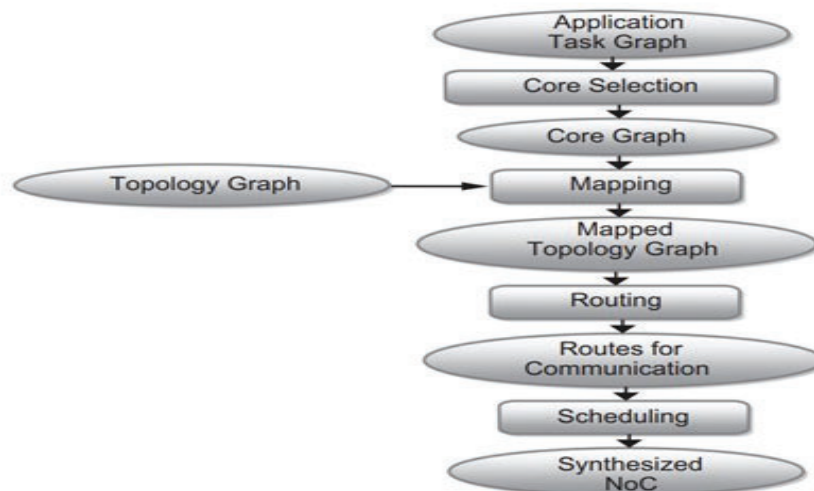 Application
Task Graph
Core Selection
Core Graph
Topology Graph
Mapping
Mapped
Topology Graph
Routing
Routes for
Communication
Scheduling
Synthesized
NoC